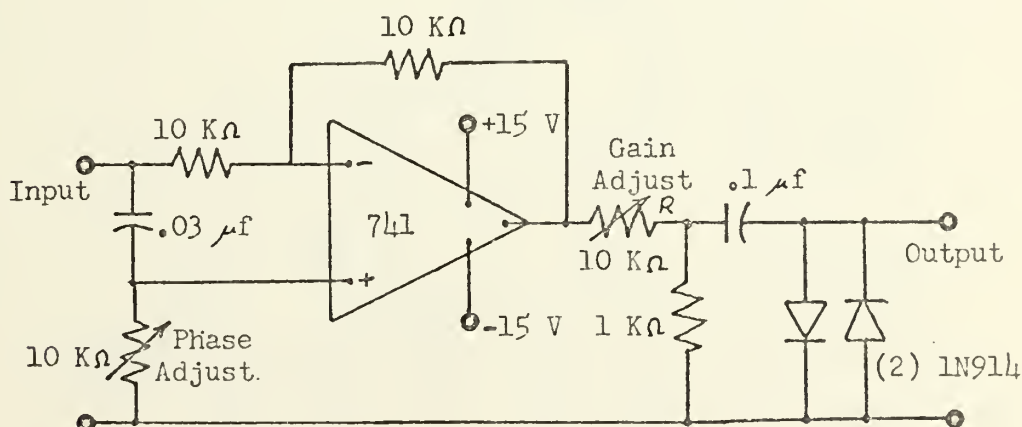 10 KΩ
10 KΩ
+15 V
Gain
Adjust
R
.1 μf
Input
.03 μf
-
741
+
10 KΩ
Output
-15 V
1 KΩ
10 KΩ
Phase
Adjust.
(2) 1N914